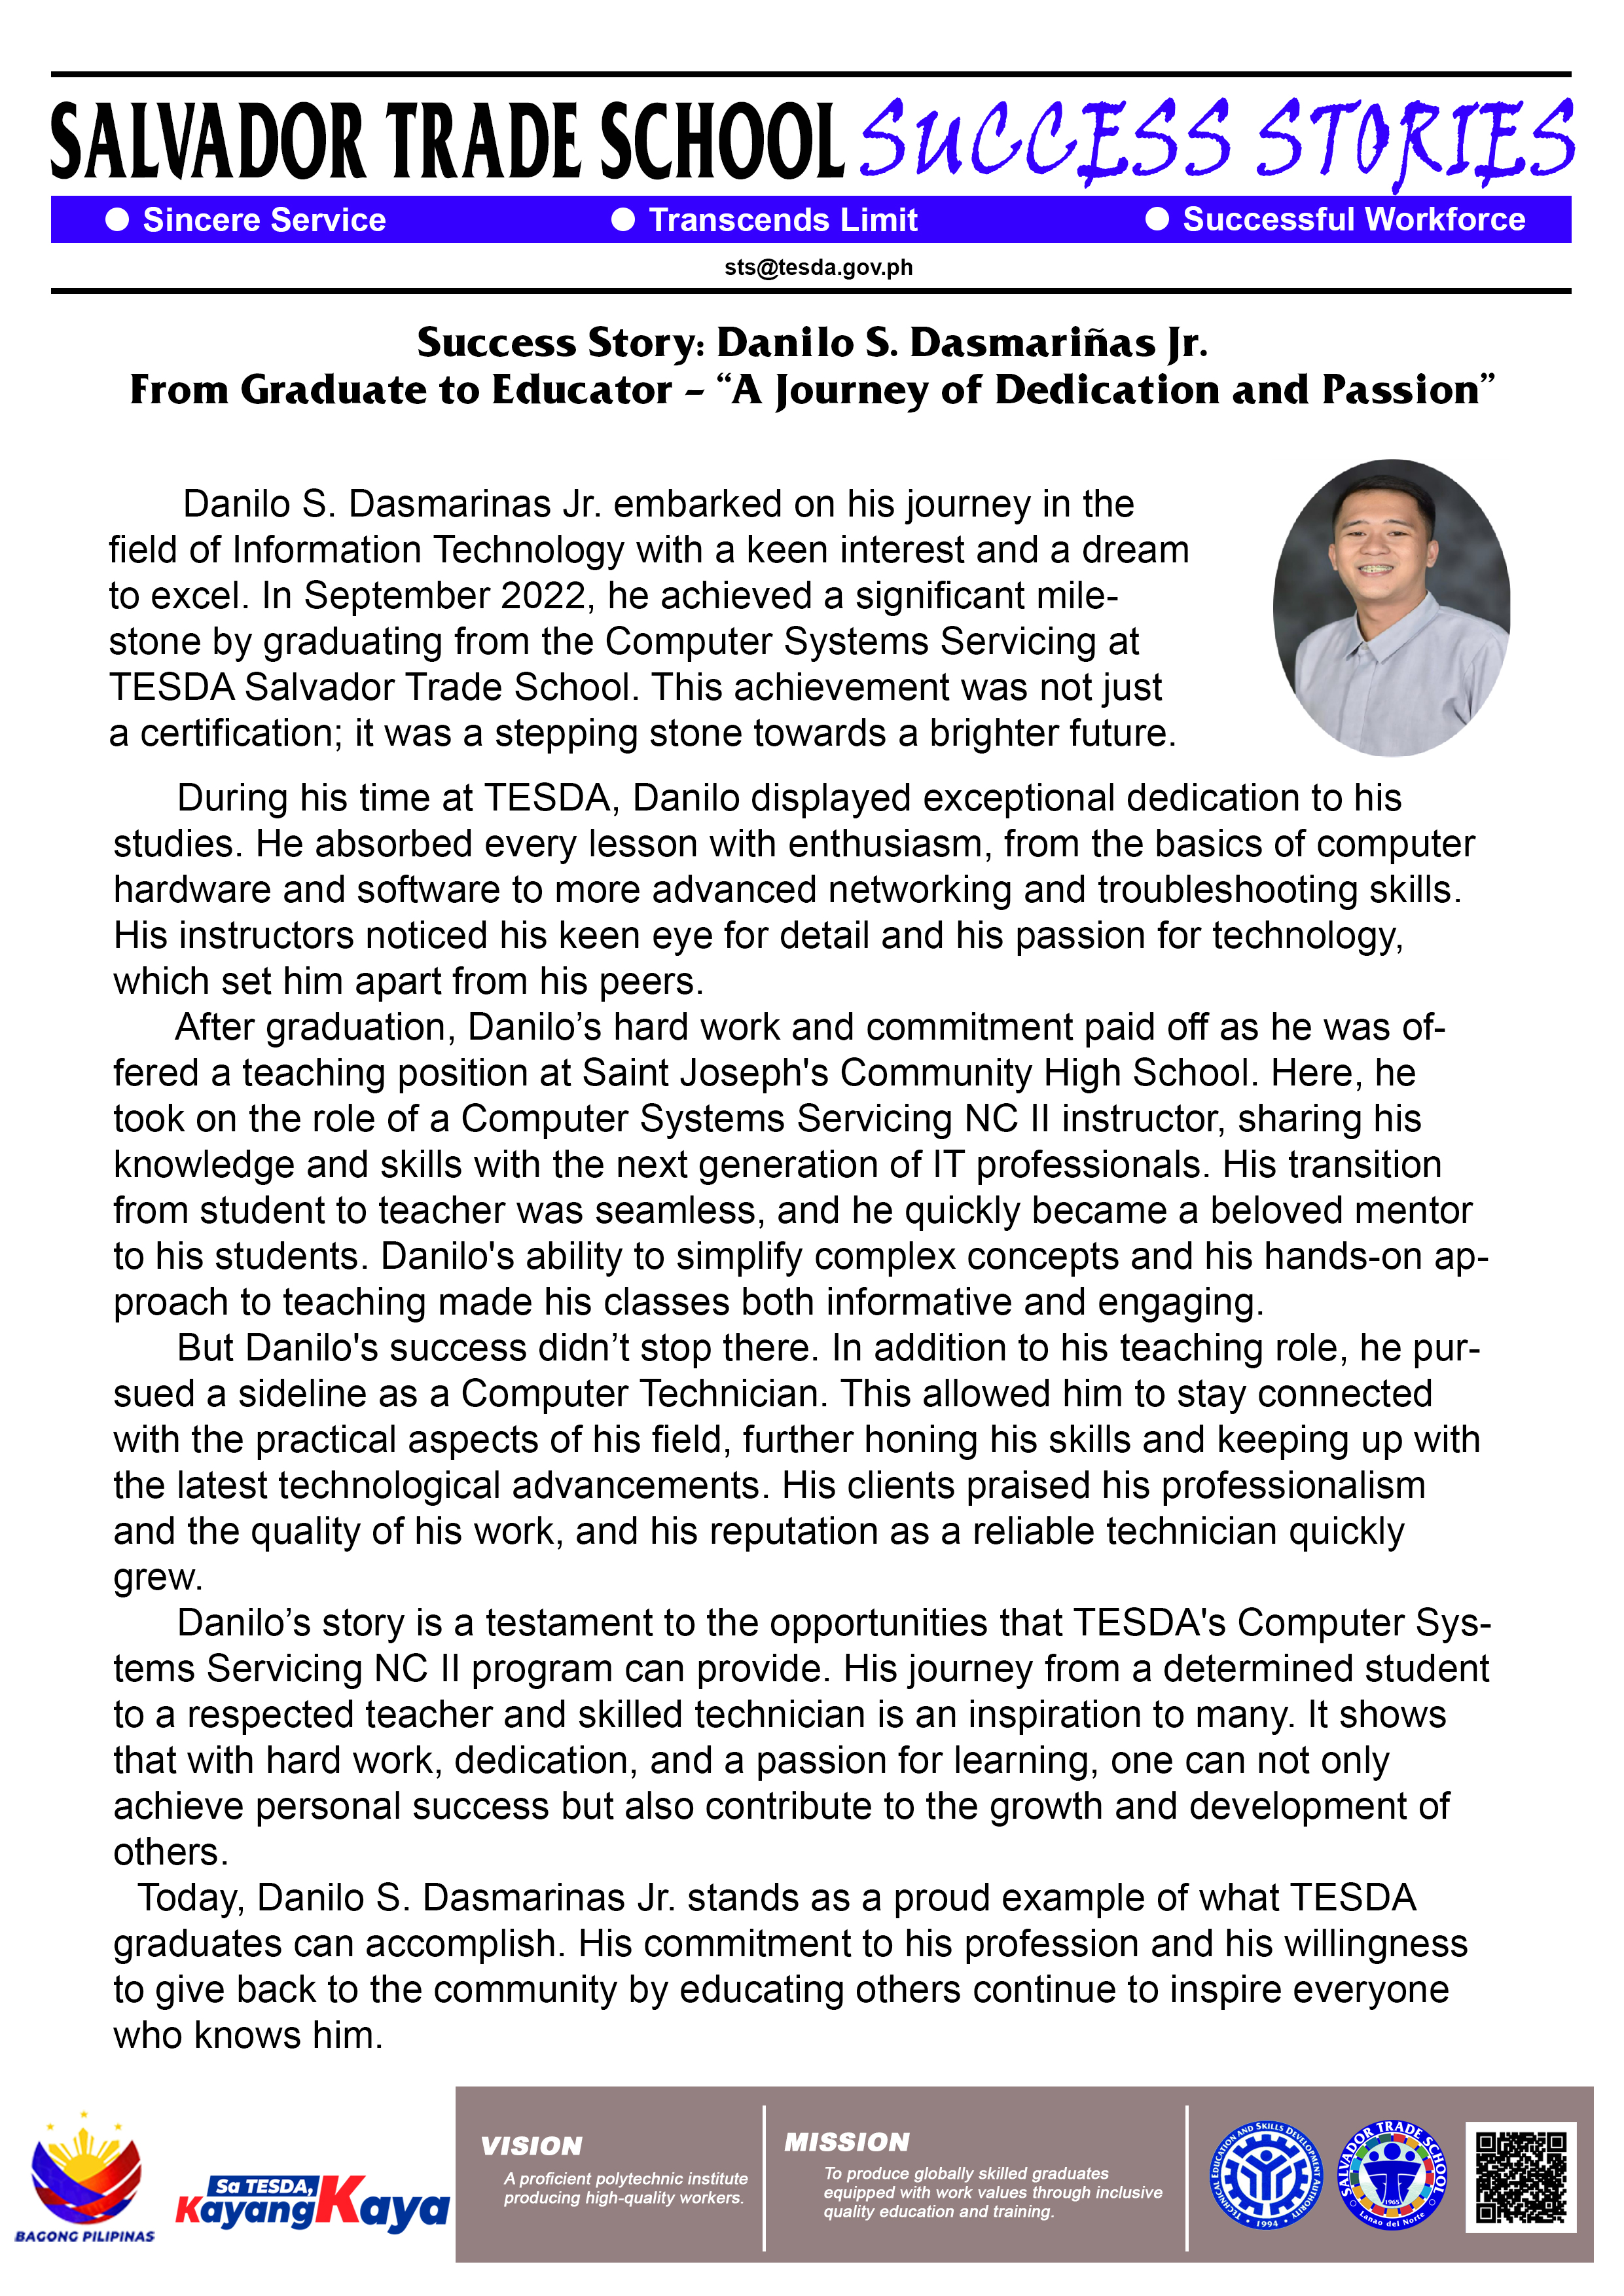 SALVADOR TRADE SCHOOL SUCCESS STORIES
● Sincere Service ● Transcends Limit ● Successful Workforce
sts@tesda.gov.ph
Success Story: Danilo S. Dasmariñas Jr.
From Graduate to Educator – “A Journey of Dedication and Passion”
Danilo S. Dasmarinas Jr. embarked on his journey in the
field of Information Technology with a keen interest and a dream
to excel. In September 2022, he achieved a significant mile-
stone by graduating from the Computer Systems Servicing at
TESDA Salvador Trade School. This achievement was not just
a certification; it was a stepping stone towards a brighter future.
During his time at TESDA, Danilo displayed exceptional dedication to his
studies. He absorbed every lesson with enthusiasm, from the basics of computer
hardware and software to more advanced networking and troubleshooting skills.
His instructors noticed his keen eye for detail and his passion for technology,
which set him apart from his peers.
After graduation, Danilo’s hard work and commitment paid off as he was of-
fered a teaching position at Saint Joseph's Community High School. Here, he
took on the role of a Computer Systems Servicing NC II instructor, sharing his
knowledge and skills with the next generation of IT professionals. His transition
from student to teacher was seamless, and he quickly became a beloved mentor
to his students. Danilo's ability to simplify complex concepts and his hands-on ap-
proach to teaching made his classes both informative and engaging.
But Danilo's success didn’t stop there. In addition to his teaching role, he pur-
sued a sideline as a Computer Technician. This allowed him to stay connected
with the practical aspects of his field, further honing his skills and keeping up with
the latest technological advancements. His clients praised his professionalism
and the quality of his work, and his reputation as a reliable technician quickly
grew.
Danilo’s story is a testament to the opportunities that TESDA's Computer Sys-
tems Servicing NC II program can provide. His journey from a determined student
to a respected teacher and skilled technician is an inspiration to many. It shows
that with hard work, dedication, and a passion for learning, one can not only
achieve personal success but also contribute to the growth and development of
others.
Today, Danilo S. Dasmarinas Jr. stands as a proud example of what TESDA
graduates can accomplish. His commitment to his profession and his willingness
to give back to the community by educating others continue to inspire everyone
who knows him.
BAGONG PILIPINAS
Sa TESDA,
Kayang Kaya
VISION
A proficient polytechnic institute
producing high-quality workers.
MISSION
To produce globally skilled graduates
equipped with work values through inclusive
quality education and training.
TECHNICAL EDUCATION AND SKILLS DEVELOPMENT AUTHORITY
• 1994 •
SALVADOR TRADE SCHOOL
1965
Lanao del Norte